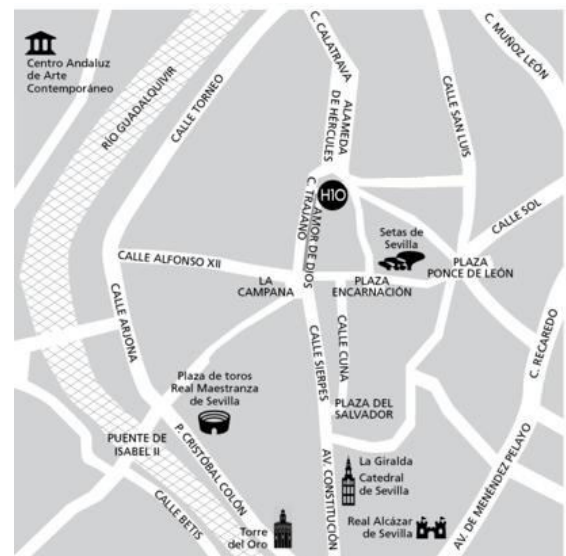 C. CALATRAVA
C. MUÑOZ LEÓN
Centro Andaluz
de Arte
Contemporáneo
RÍO GUADALQUIVIR
CALLE TORNEO
ALAMEDA
DE HÉRCULES
CALLE SAN LUIS
H10
C. TRAJANO
AMOR DE DIOS
CALLE SOL
Setas de
Sevilla
CALLE ALFONSO XII
PLAZA
PONCE DE LEÓN
LA
CAMPANA
PLAZA
ENCARNACIÓN
CALLE ARJONA
CALLE SIERPES
CALLE CUNA
C. RECAREDO
Plaza de toros
Real Maestranza
de Sevilla
PLAZA DEL
SALVADOR
PUENTE DE
ISABEL II
P. CRISTOBAL COLÓN
AV. CONSTITUCIÓN
La Giralda
Catedral
de Sevilla
AV. DE MENÉNDEZ PELAYO
CALLE BETIS
Torre
del Oro
Real Alcázar
de Sevilla